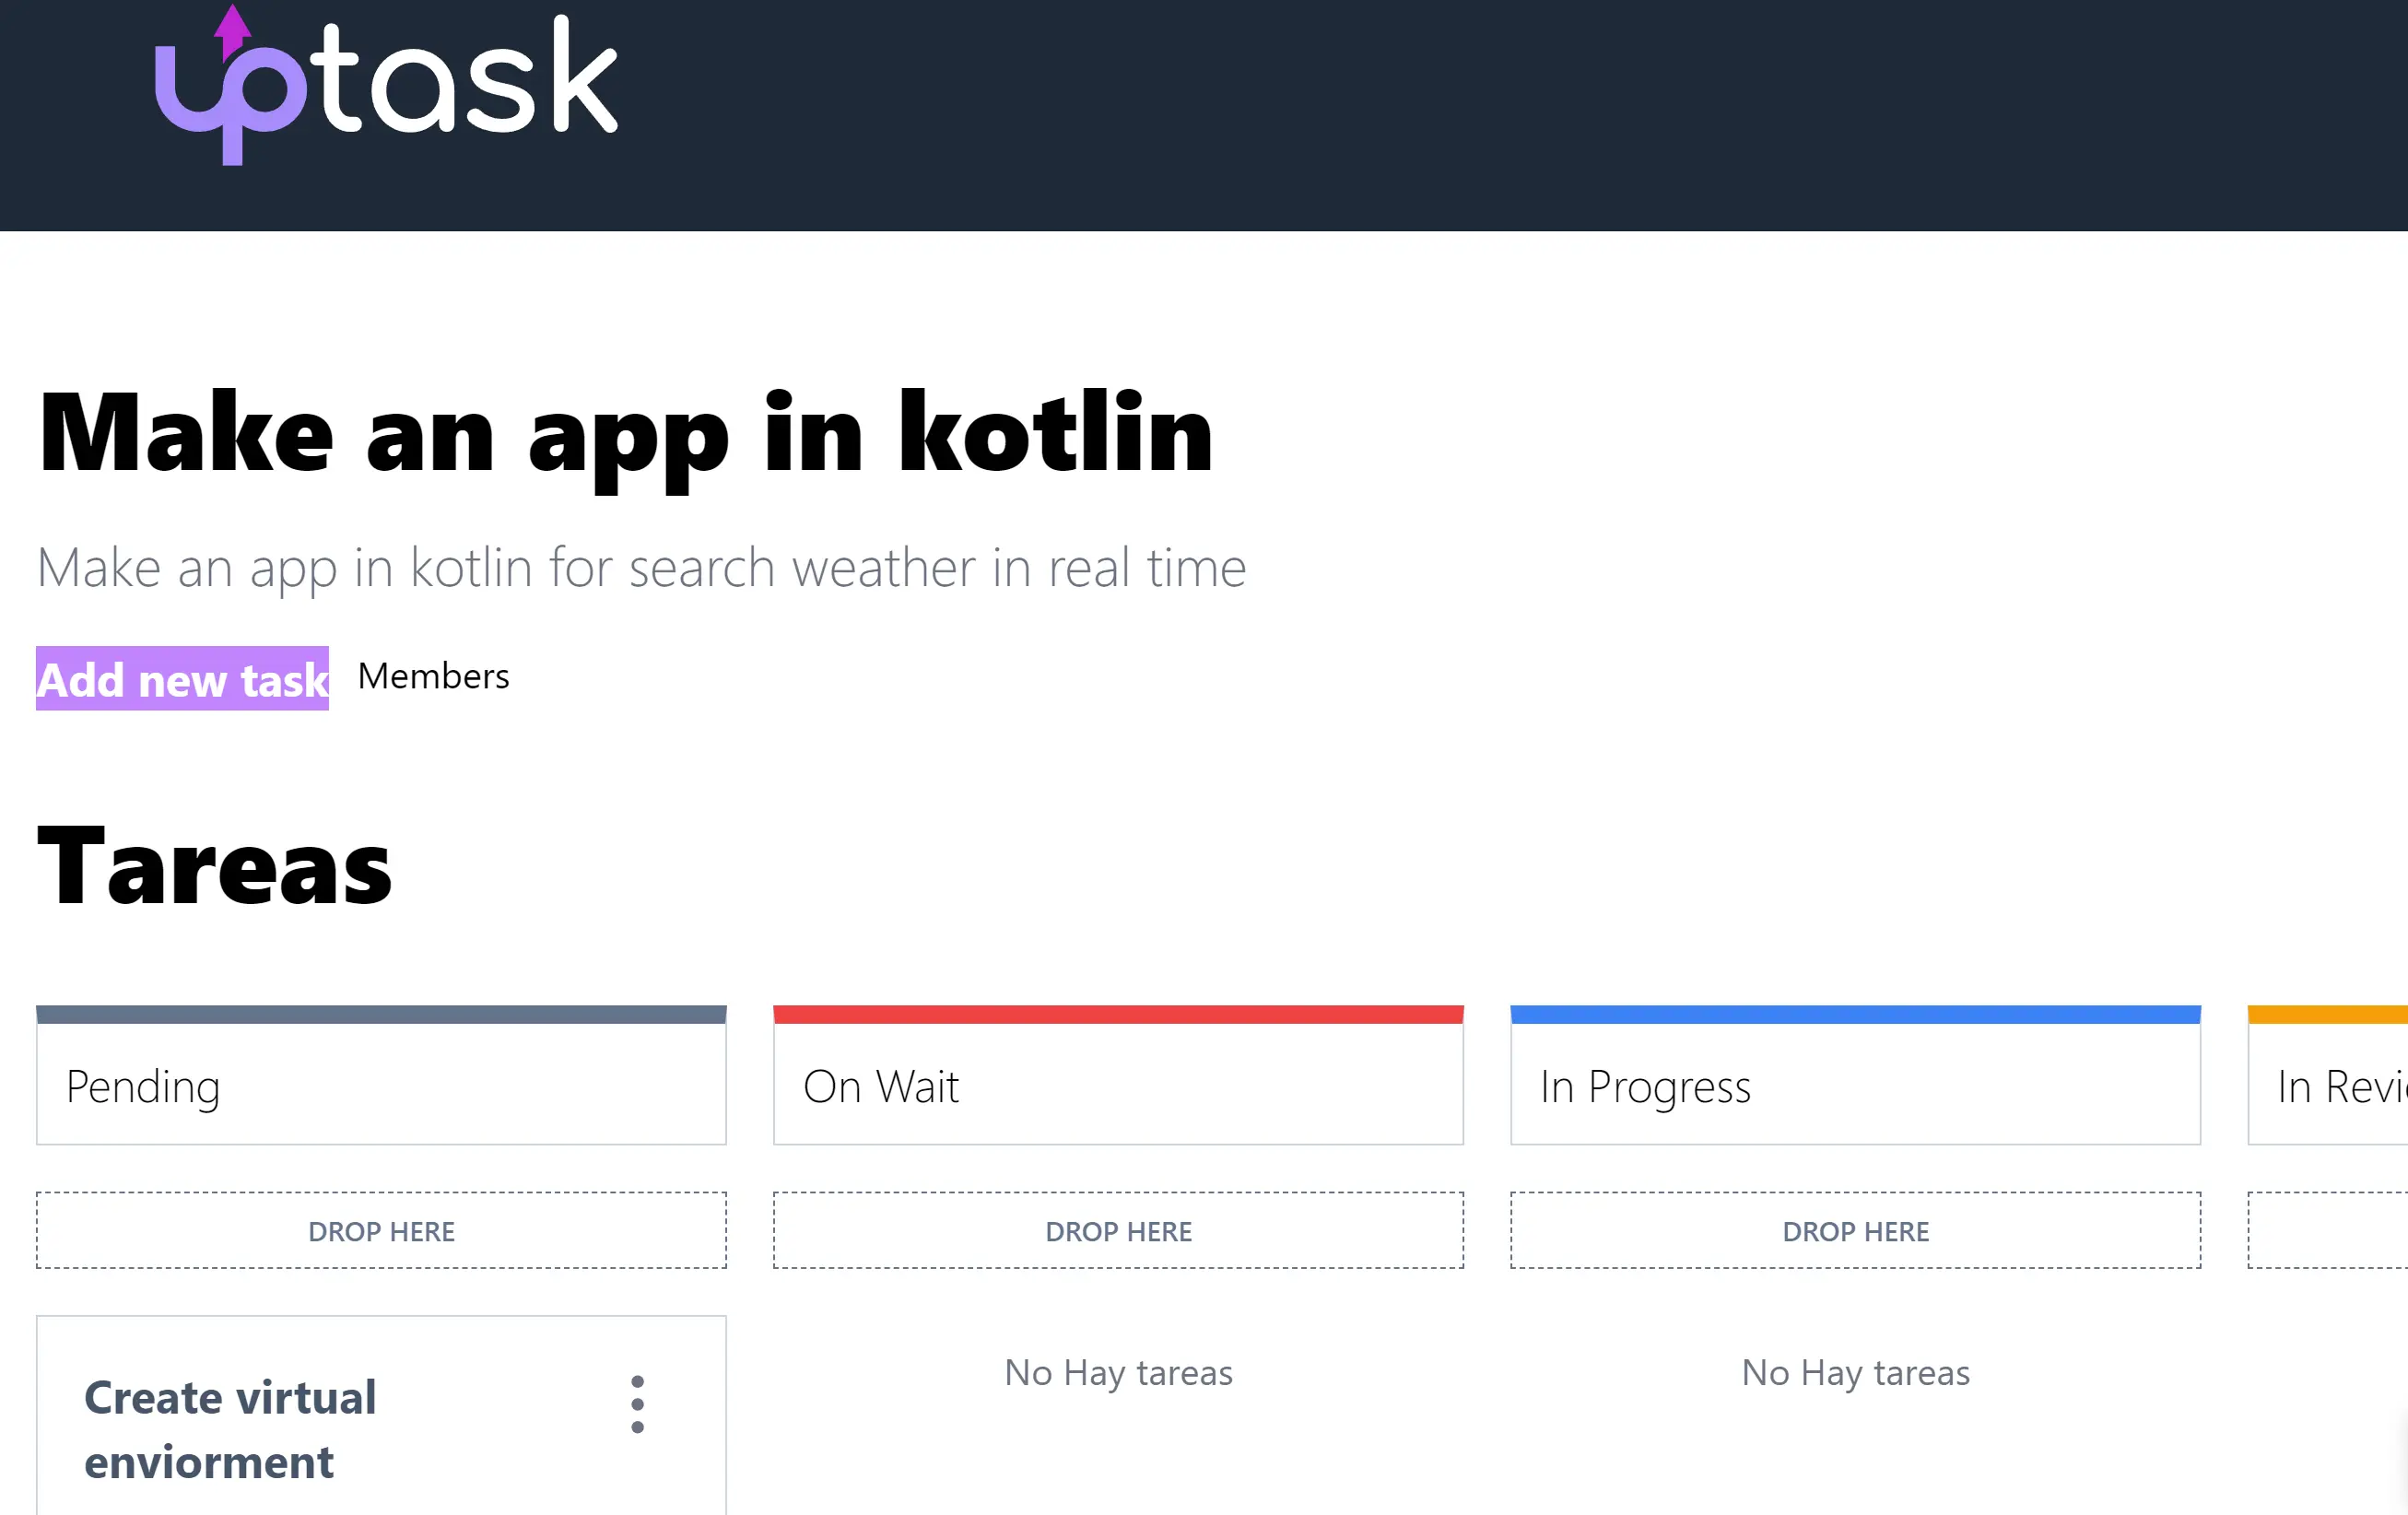 uptask
Make an app in kotlin
Make an app in kotlin for search weather in real time
Add new task Members
Tareas
Pending On Wait In Progress In
DROP HERE DROP HERE DROP HERE
No Hay tareas No Hay tareas
Create virtual
enviorment